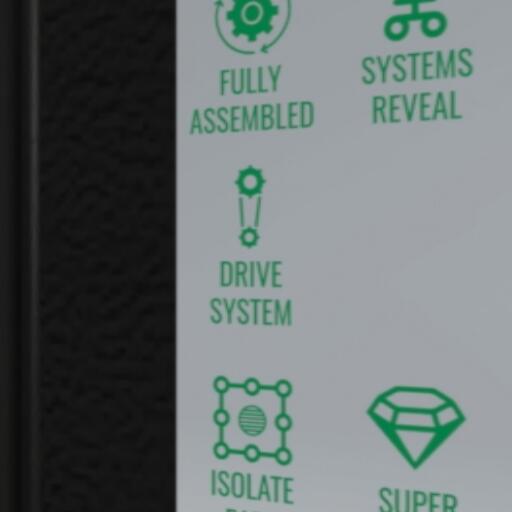 FULLY
ASSEMBLED
SYSTEMS
REVEAL
DRIVE
SYSTEM
ISOLATE
SUPER